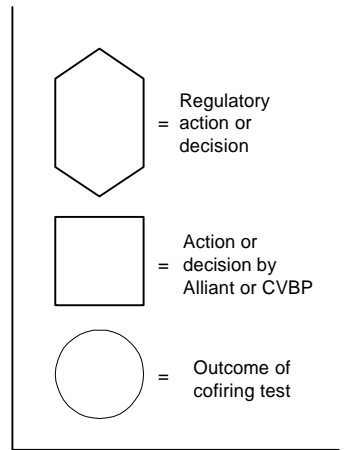 Regulatory
= action or
decision
Action or
= decision by
Alliant or CVBP
= Outcome of
cofiring test